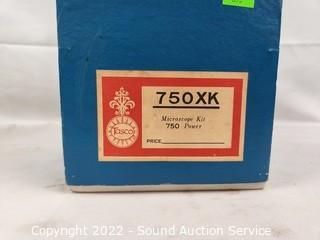 750XK
Microscope Kit
750 Power
Tasco
PRICE
Copyright 2022 - Sound Auction Service